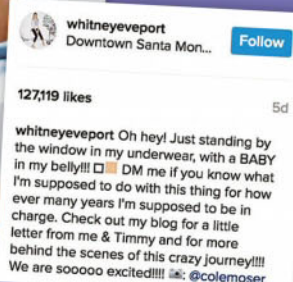 whitneyeveport
Downtown Santa Mon...
Follow
127,119 likes
5d
whitneyeveport Oh hey! Just standing by
the window in my underwear, with a BABY
in my belly!!! DM me if you know what
I'm supposed to do with this thing for how
ever many years I'm supposed to be in
charge. Check out my blog for a little
letter from me & Timmy and for more
behind the scenes of this crazy journey!!!!
We are sooooo excited!!!! 📷: @colemoser